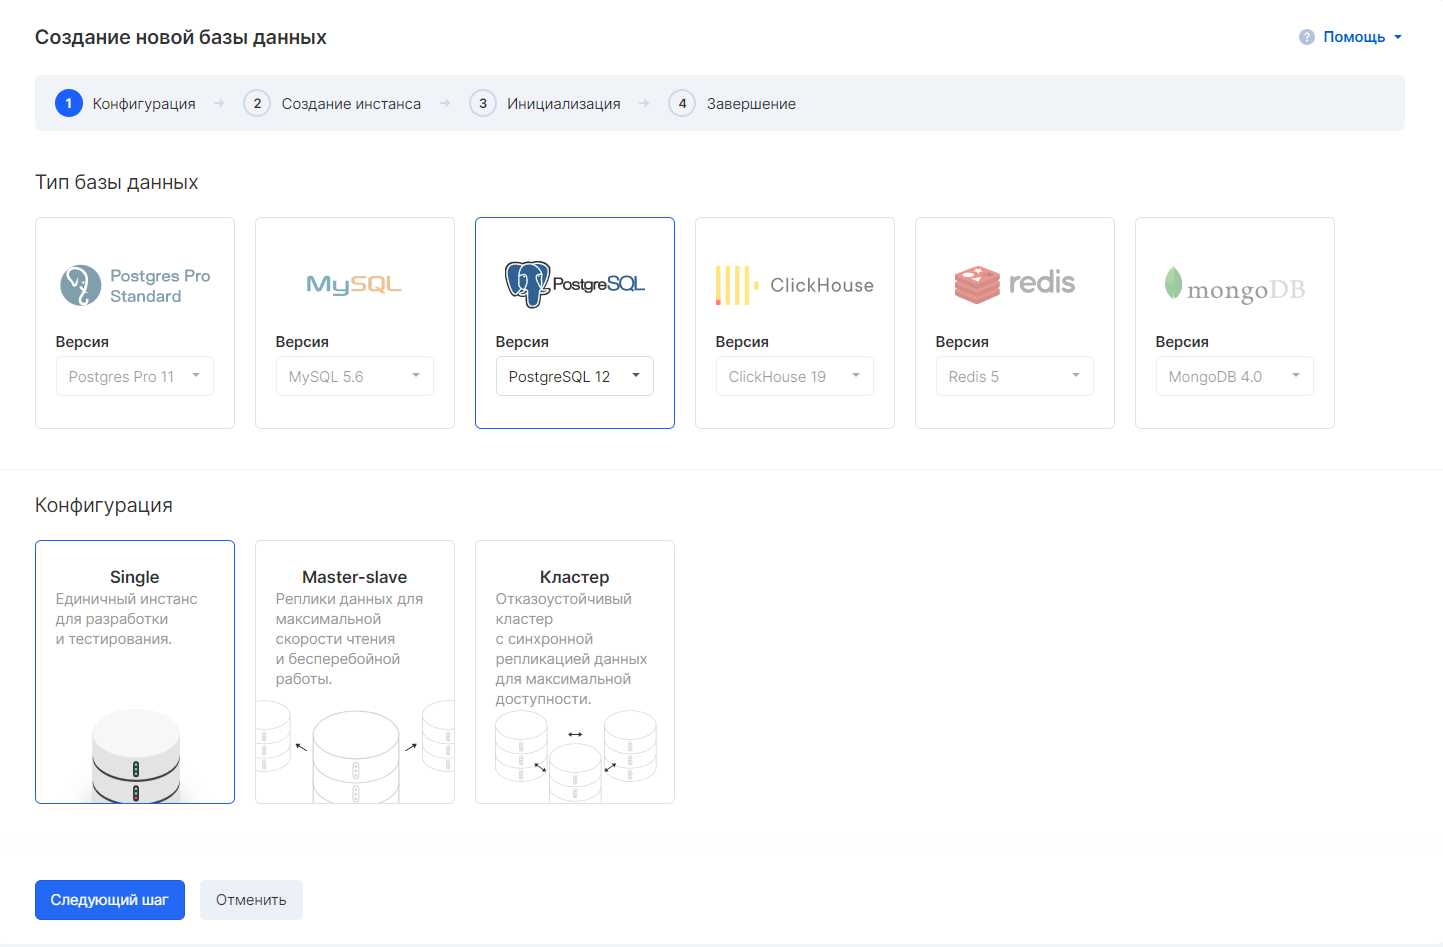 Создание новой базы данных
? Помощь
1 Конфигурация
2 Создание инстанса
3 Инициализация
4 Завершение
Тип базы данных
Postgres Pro
Standard
Версия
Postgres Pro 11
MySQL
Версия
MySQL 5.6
PostgreSQL
Версия
PostgreSQL 12
ClickHouse
Версия
ClickHouse 19
redis
Версия
Redis 5
mongoDB
Версия
MongoDB 4.0
Конфигурация
Single
Единичный инстанс
для разработки
и тестирования.
Master-slave
Реплики данных для
максимальной
скорости чтения
и бесперебойной
работы.
Кластер
Отказоустойчивый
кластер
с синхронной
репликацией данных
для максимальной
доступности.
Следующий шаг
Отменить